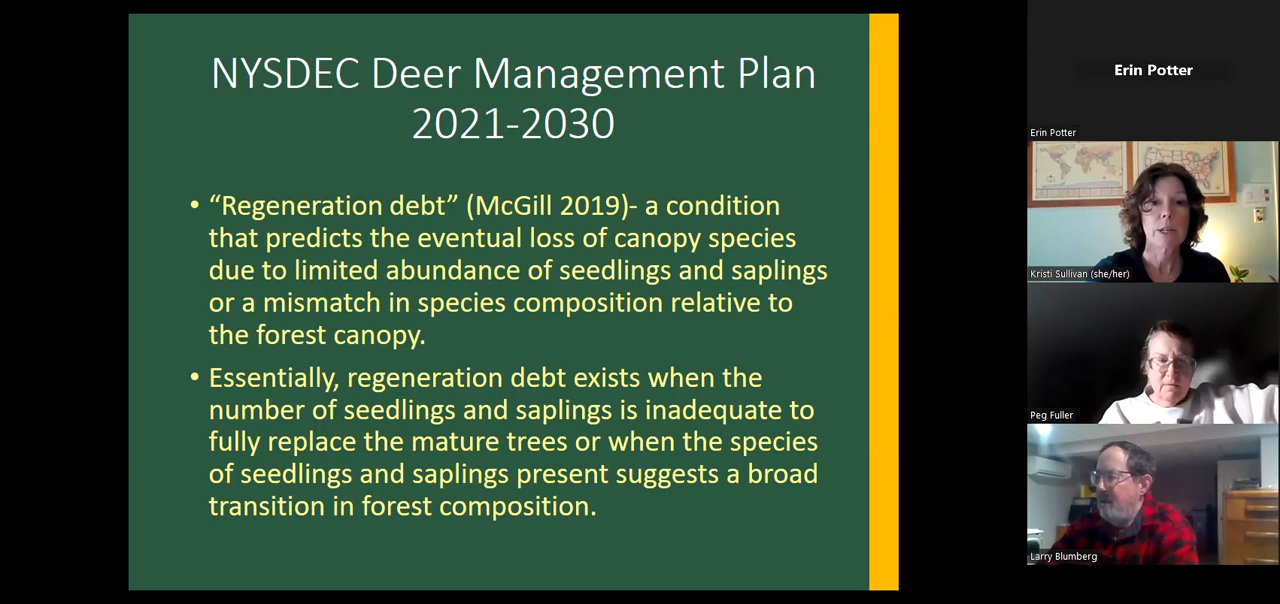 NYSDEC Deer Management Plan
2021-2030
• “Regeneration debt” (McGill 2019)- a condition
that predicts the eventual loss of canopy species
due to limited abundance of seedlings and saplings
or a mismatch in species composition relative to
the forest canopy.
• Essentially, regeneration debt exists when the
number of seedlings and saplings is inadequate to
fully replace the mature trees or when the species
of seedlings and saplings present suggests a broad
transition in forest composition.
Erin Potter
Erin Potter
Kristi Sullivan (she/her)
Peg Fuller
Larry Blumberg